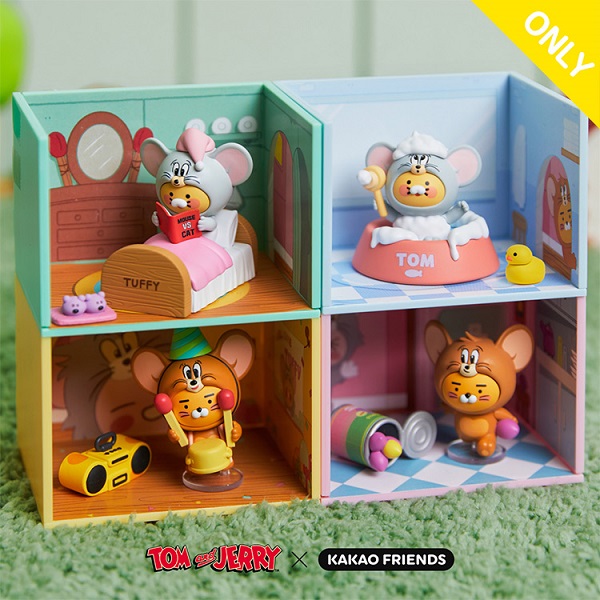 ONLY
MOUSE
VS
CAT
TUFFY
TOM
TOM and JERRY × KAKAO FRIENDS